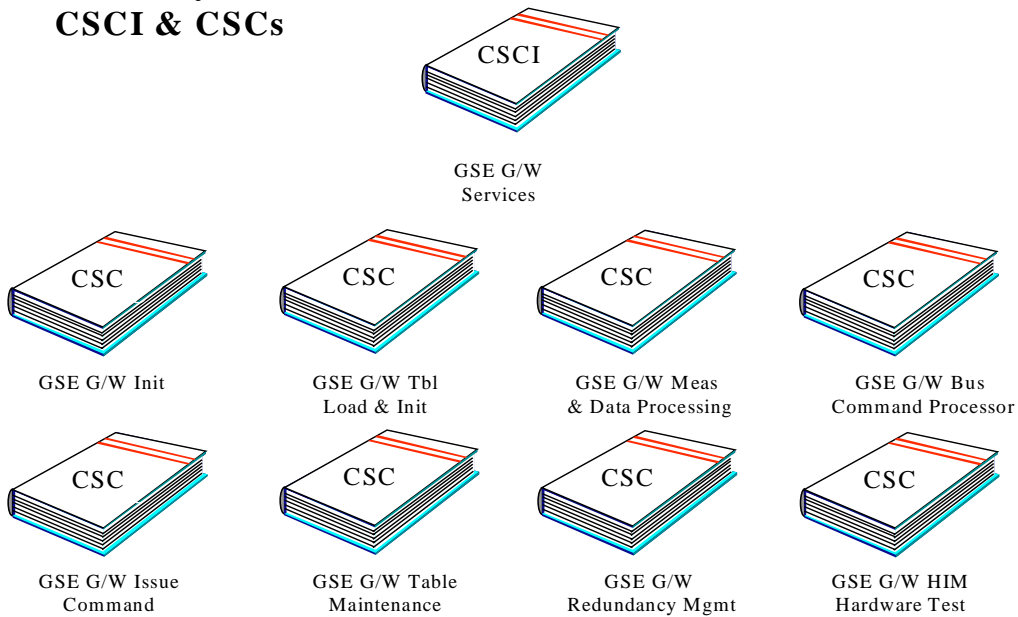 CSCI & CSCs
CSCI
GSE G/W
Services
CSC
CSC
CSC
CSC
GSE G/W Init
GSE G/W Tbl
Load & Init
GSE G/W Meas
& Data Processing
GSE G/W Bus
Command Processor
CSC
CSC
CSC
CSC
GSE G/W Issue
Command
GSE G/W Table
Maintenance
GSE G/W
Redundancy Mgmt
GSE G/W HIM
Hardware Test